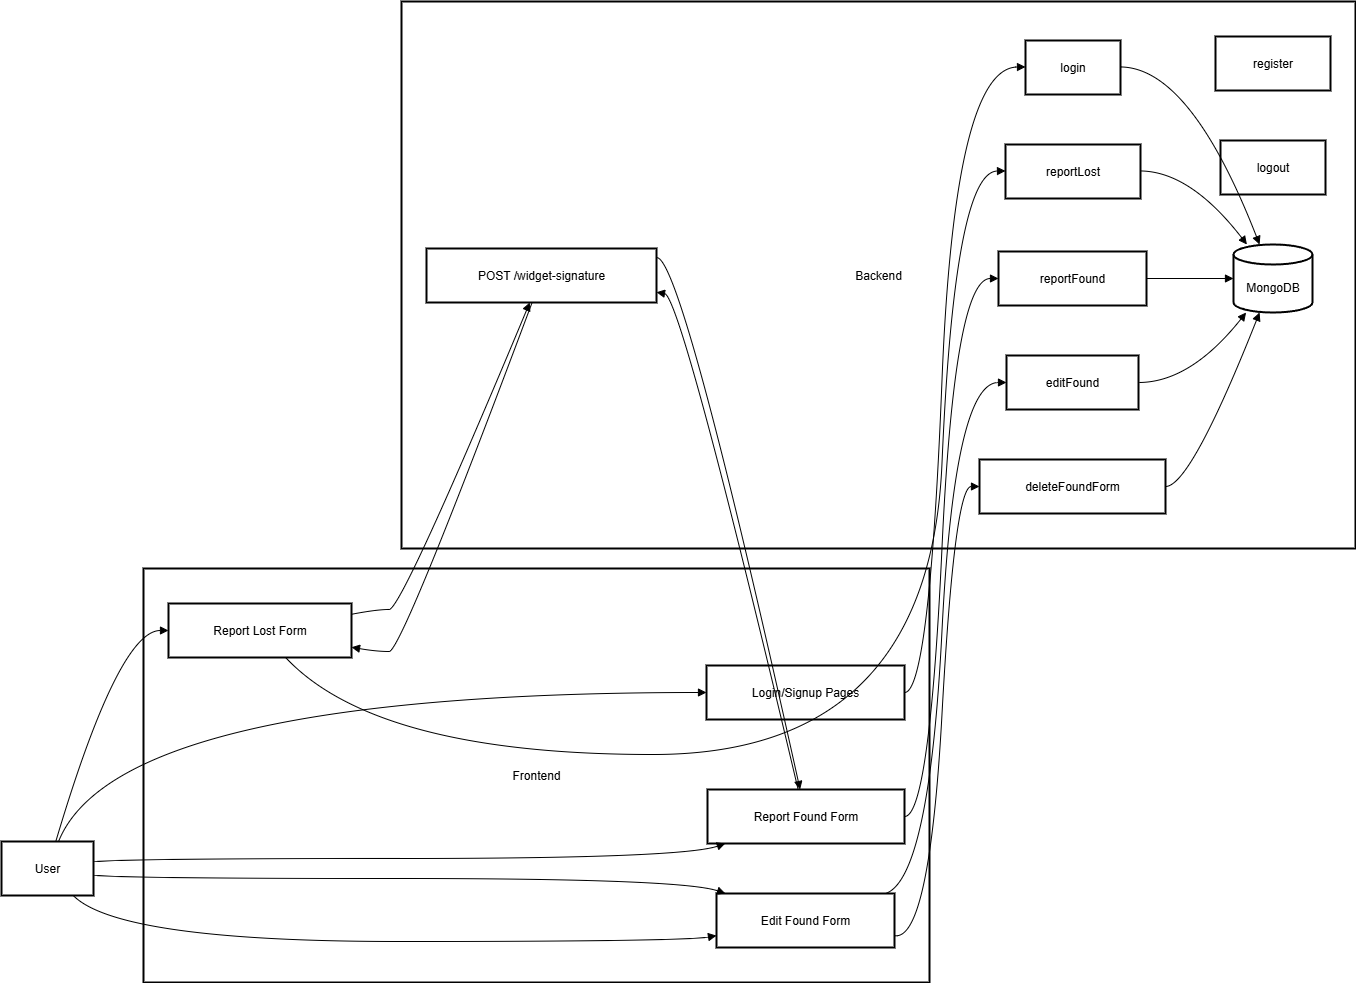 login
register
reportLost
logout
POST /widget-signature
Backend
reportFound
MongoDB
editFound
deleteFoundForm
Report Lost Form
Login/Signup Pages
Frontend
Report Found Form
User
Edit Found Form